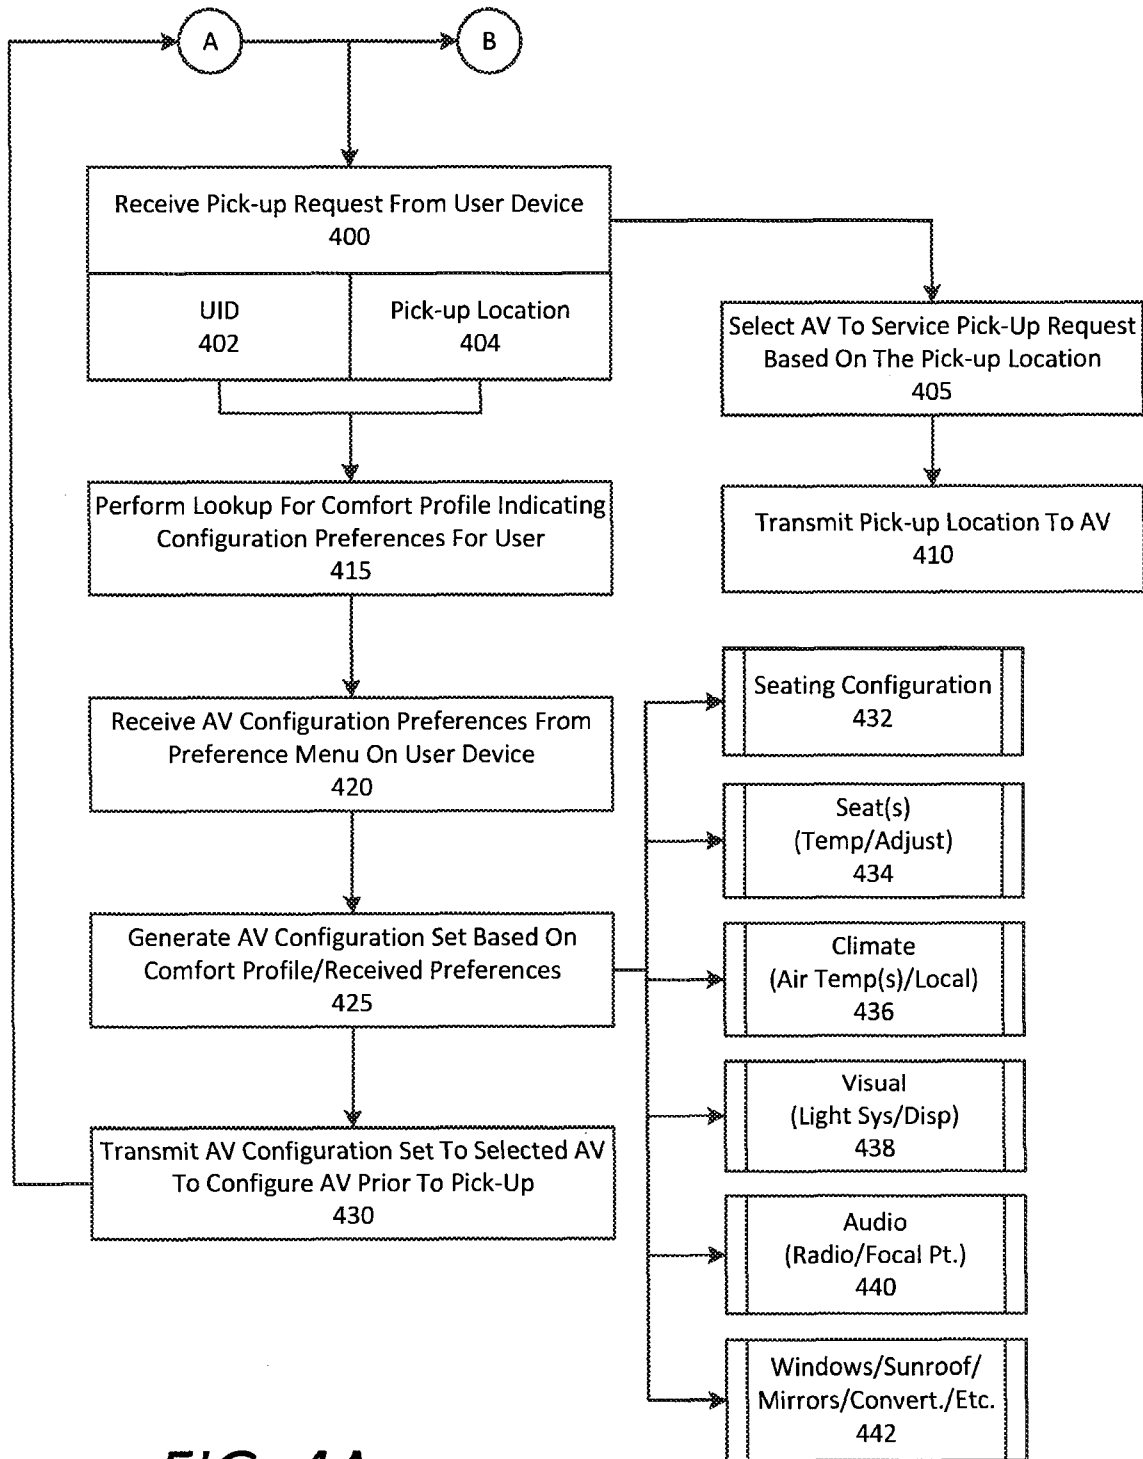 A
B
Receive Pick-up Request From User Device
400
UID
402
Pick-up Location
404
Select AV To Service Pick-Up Request
Based On The Pick-up Location
405
Transmit Pick-up Location To AV
410
Perform Lookup For Comfort Profile Indicating
Configuration Preferences For User
415
Receive AV Configuration Preferences From
Preference Menu On User Device
420
Generate AV Configuration Set Based On
Comfort Profile/Received Preferences
425
Transmit AV Configuration Set To Selected AV
To Configure AV Prior To Pick-Up
430
Seating Configuration
432
Seat(s)
(Temp/Adjust)
434
Climate
(Air Temp(s)/Local)
436
Visual
(Light Sys/Disp)
438
Audio
(Radio/Focal Pt.)
440
Windows/Sunroof/
Mirrors/Convert./Etc.
442
FIG. 4A